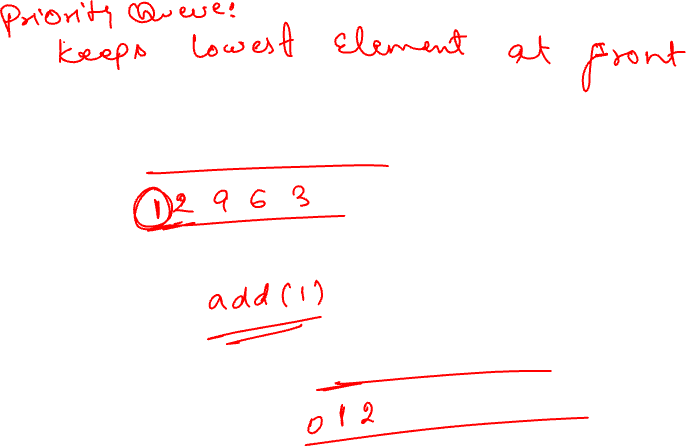 Priority Queue:
keeps lowest element at front
1 2 9 6 3
add(1)
0 1 2